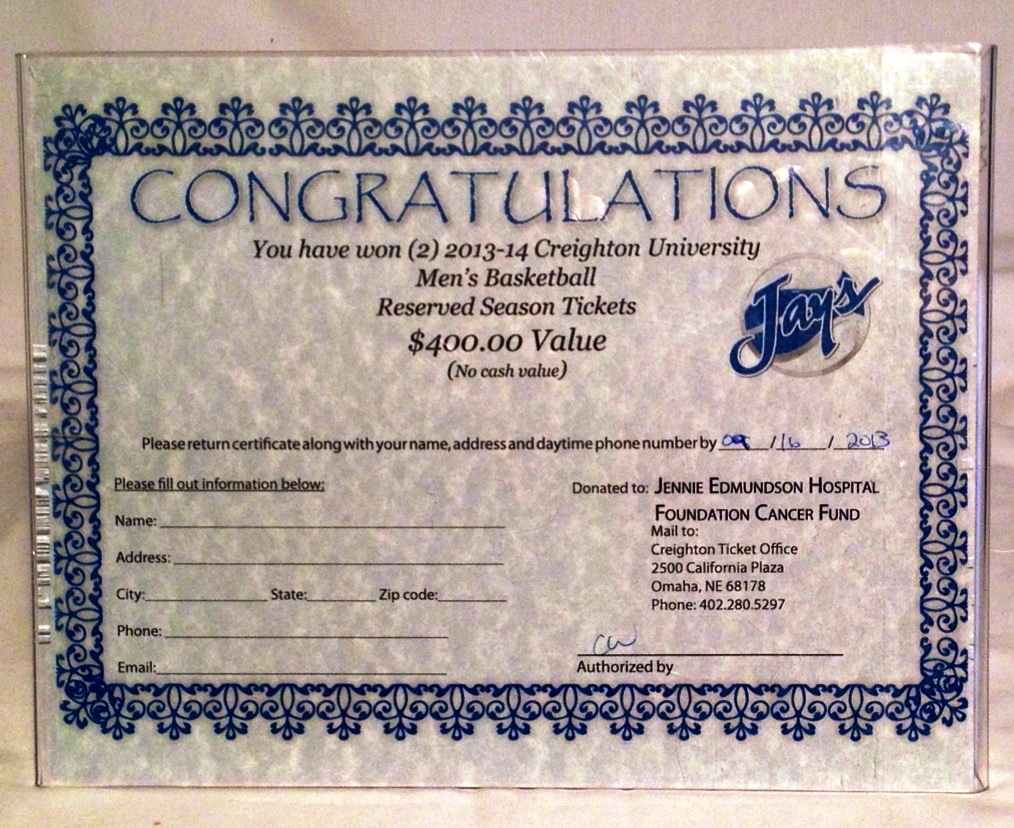 CONGRATULATIONS
You have won (2) 2013-14 Creighton University
Men's Basketball
Reserved Season Tickets
$400.00 Value
(No cash value)
Jays
Please return certificate along with your name, address and daytime phone number by 09 / 16 / 2013
Please fill out information below:
Name:
Address:
City: State: Zip code:
Phone:
Email:
Donated to: JENNIE EDMUNDSON HOSPITAL
FOUNDATION CANCER FUND
Mail to:
Creighton Ticket Office
2500 California Plaza
Omaha, NE 68178
Phone: 402.280.5297
CW
Authorized by